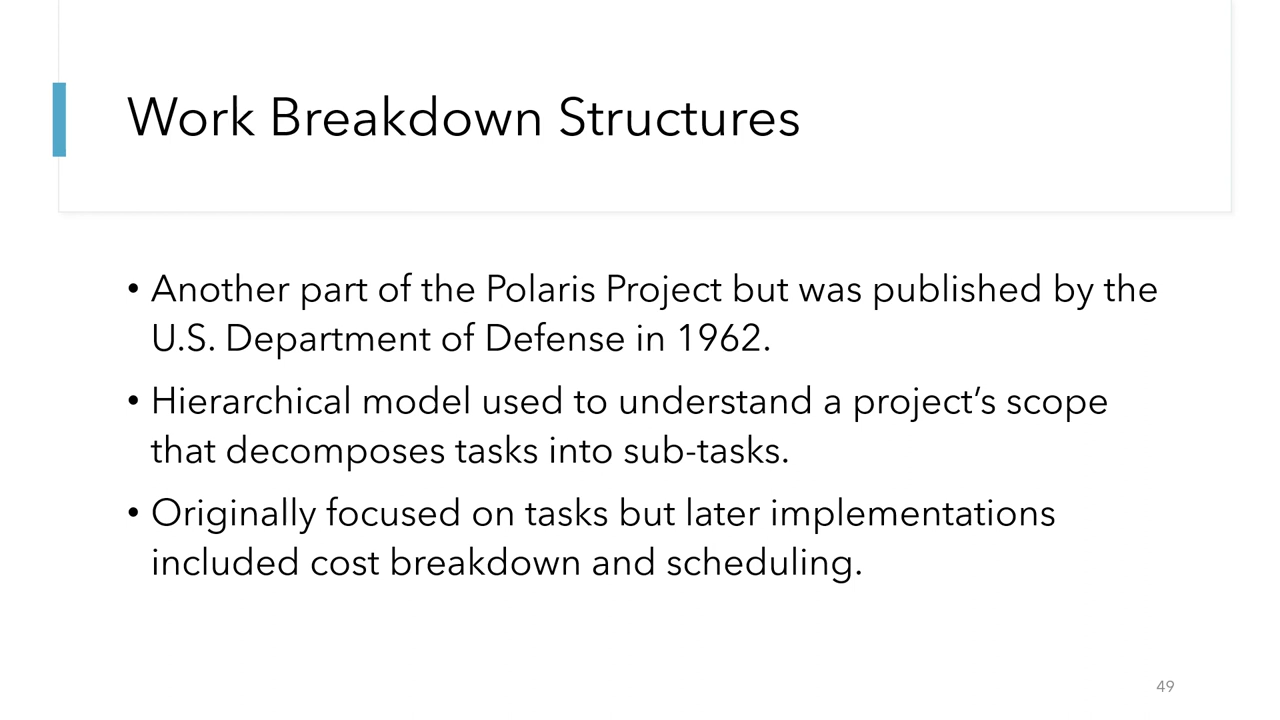 Work Breakdown Structures
• Another part of the Polaris Project but was published by the
U.S. Department of Defense in 1962.
• Hierarchical model used to understand a project’s scope
that decomposes tasks into sub-tasks.
• Originally focused on tasks but later implementations
included cost breakdown and scheduling.
49